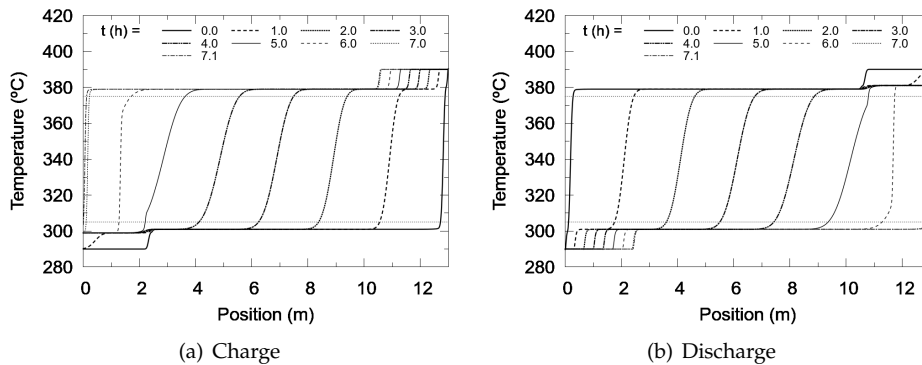 420
400
380
360
340
320
300
280
Temperature (ºC)
t (h) =
0.0 1.0 2.0 3.0
4.0 5.0 6.0 7.0
7.1
0 2 4 6 8 10 12
Position (m)
(a) Charge
420
400
380
360
340
320
300
280
Temperature (ºC)
t (h) =
0.0 1.0 2.0 3.0
4.0 5.0 6.0 7.0
7.1
0 2 4 6 8 10 12
Position (m)
(b) Discharge